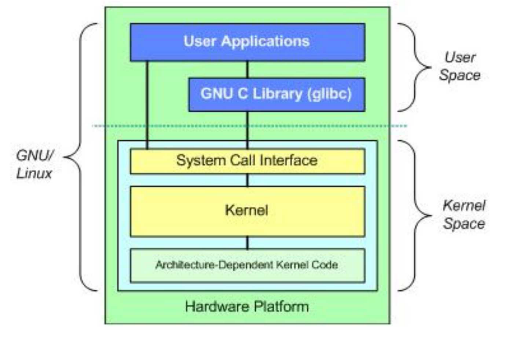 User Applications
GNU C Library (glibc)
User
Space
GNU/
Linux
System Call Interface
Kernel
Kernel
Space
Architecture-Dependent Kernel Code
Hardware Platform